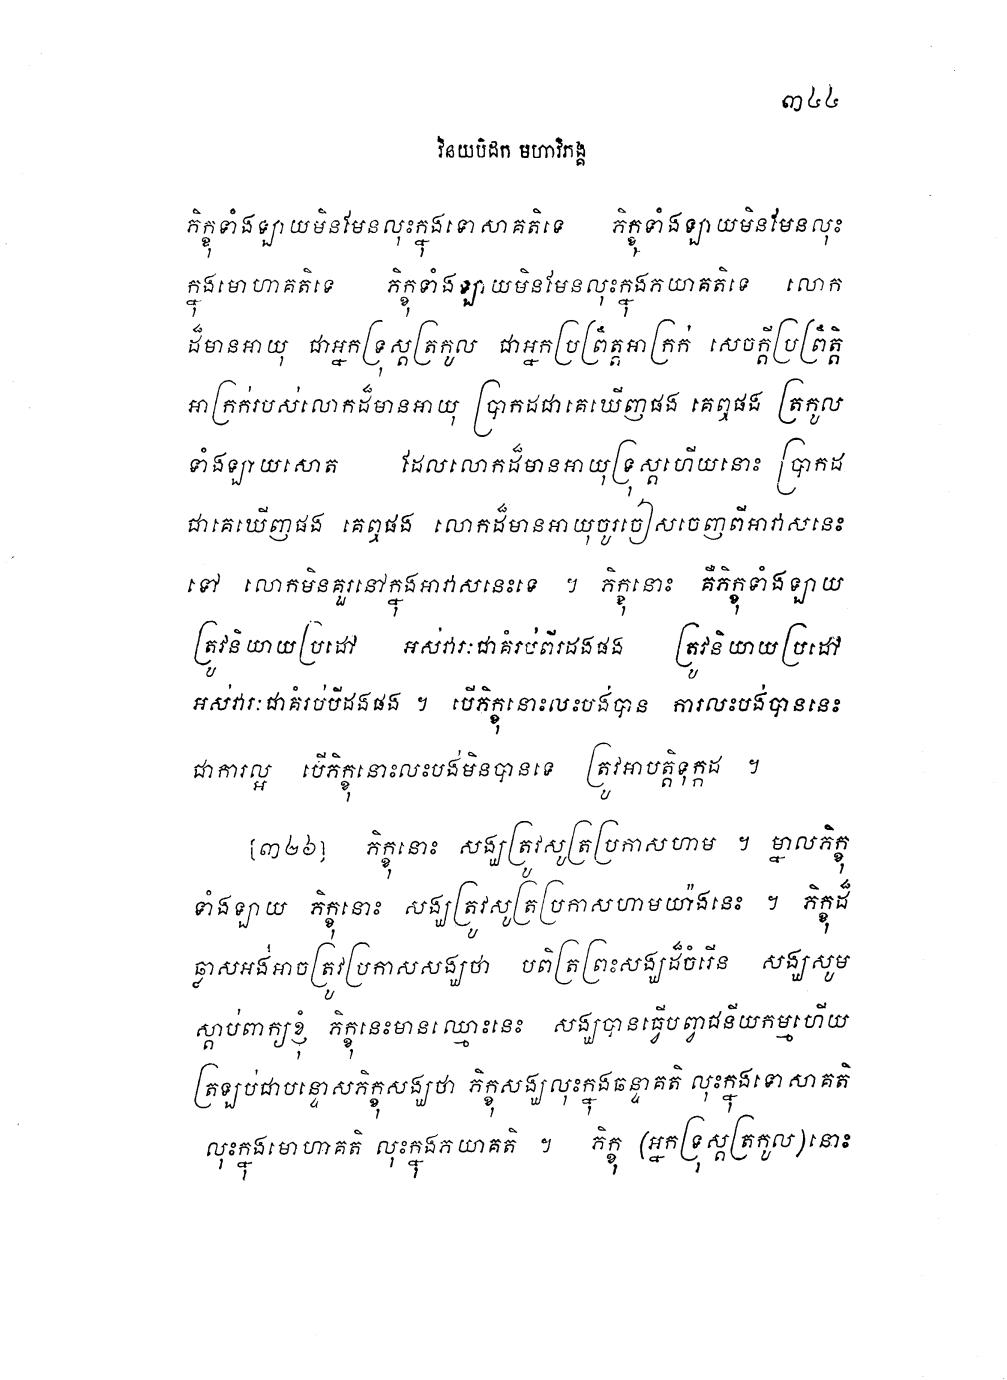 ៣៤៤
វិនយបិដក មហាវិភង្គ
ភិក្ខុទាំងឡាយមិនមែនលុះក្នុងទោសាគតិទេ ភិក្ខុទាំងឡាយមិនមែនលុះ
ក្នុងមោហាគតិទេ ភិក្ខុទាំងឡាយមិនមែនលុះក្នុងភយាគតិទេ លោក
ដ៏មានអាយុ ជាអ្នកទ្រុស្តត្រកូល ជាអ្នកប្រព្រឹត្តអាក្រក់ សេចក្តីប្រព្រឹត្តិ
អាក្រក់របស់លោកដ៏មានអាយុ ប្រាកដជាគេឃើញផង គេឮផង ត្រកូល
ទាំងឡាយសោត ដែលលោកដ៏មានអាយុទ្រុស្តហើយនោះ ប្រាកដ
ជាគេឃើញផង គេឮផង លោកដ៏មានអាយុចូរចៀសចេញពីអាវាសនេះ
ទៅ លោកមិនគួរនៅក្នុងអាវាសនេះទេ ។ ភិក្ខុនោះ គឺភិក្ខុទាំងឡាយ
ត្រូវនិយាយប្រដៅ អស់វារៈជាគំរប់ពីរដងផង ត្រូវនិយាយប្រដៅ
អស់វារៈជាគំរប់បីដងផង ។ បើភិក្ខុនោះលះបង់បាន ការលះបង់បាននេះ
ជាការល្អ បើភិក្ខុនោះលះបង់មិនបានទេ ត្រូវអាបត្តិទុក្កដ ។
[៣២៦] ភិក្ខុនោះ សង្ឃត្រូវសូត្រប្រកាសហាម ។ ម្នាលភិក្ខុ
ទាំងឡាយ ភិក្ខុនោះ សង្ឃត្រូវសូត្រប្រកាសហាមយ៉ាងនេះ ។ ភិក្ខុដ៏
ឆ្លាសអង់អាចត្រូវប្រកាសសង្ឃថា បពិត្រព្រះសង្ឃដ៏ចំរើន សង្ឃសូម
ស្តាប់ពាក្យខ្ញុំ ភិក្ខុនេះមានឈ្មោះនេះ សង្ឃបានធ្វើបព្វាជនីយកម្មហើយ
ត្រឡប់ជាបន្ទោសភិក្ខុសង្ឃថា ភិក្ខុសង្ឃលុះក្នុងឆន្ទាគតិ លុះក្នុងទោសាគតិ
លុះក្នុងមោហាគតិ លុះក្នុងភយាគតិ ។ ភិក្ខុ (អ្នកទ្រុស្តត្រកូល)នោះ